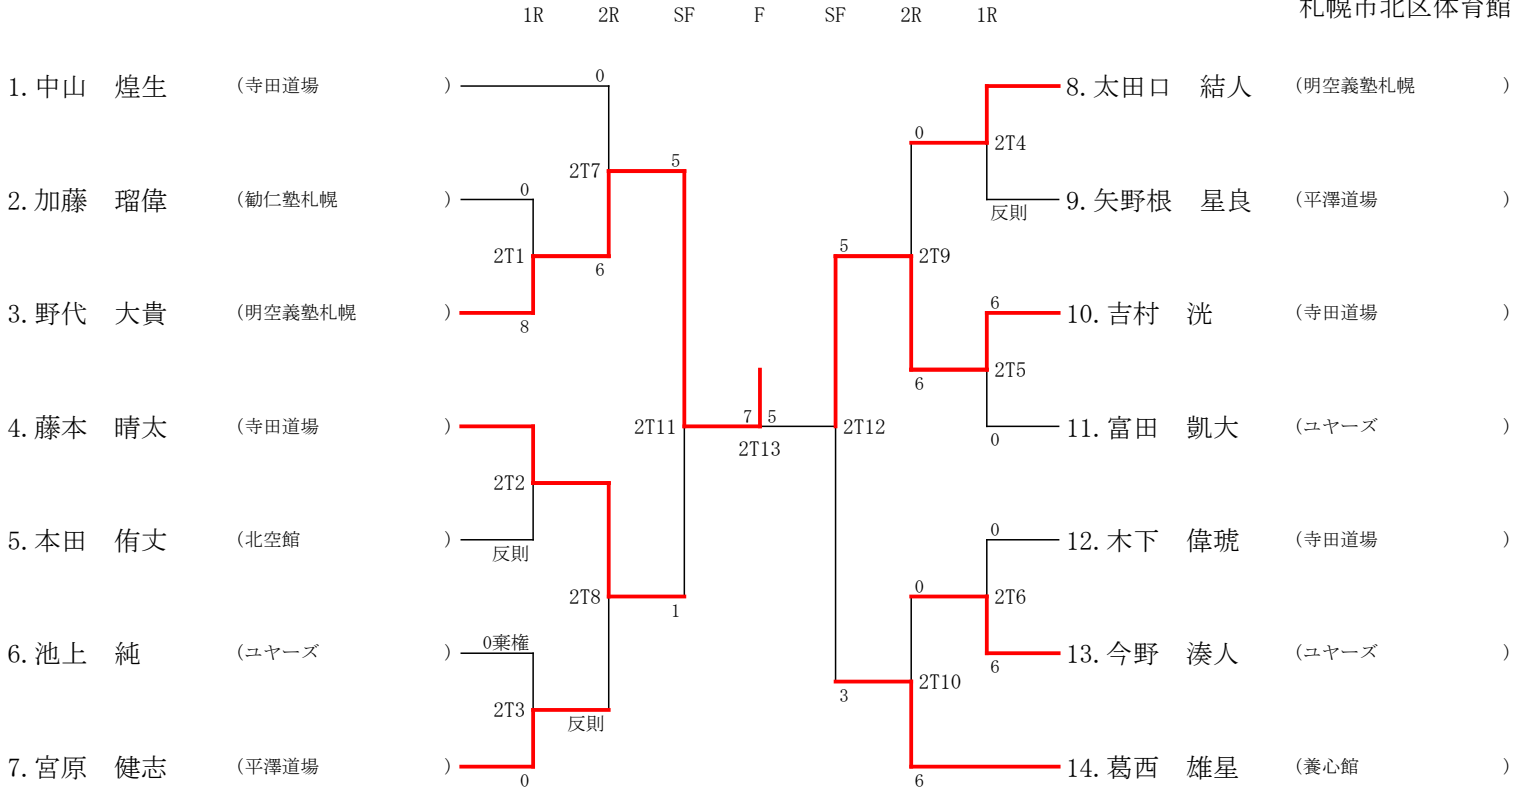 札幌市北区体育館
1R 2R SF F SF 2R 1R
1. 中山 煌生 (寺田道場 )
0
8. 太田口 結人 (明空義塾札幌 )
0
2T4
2T7
5
2. 加藤 瑠偉 (勧仁塾札幌 )
0
反則
9. 矢野根 星良 (平澤道場 )
2T1
6
5
2T9
3. 野代 大貴 (明空義塾札幌 )
8
6
10. 吉村 洸 (寺田道場 )
6
2T5
4. 藤本 晴太 (寺田道場 )
2T11
7 5
2T13
2T12
0
11. 富田 凱大 (ユヤーズ )
2T2
5. 本田 侑丈 (北空館 )
反則
0
12. 木下 偉琥 (寺田道場 )
2T8
1
0
2T6
6. 池上 純 (ユヤーズ )
0棄権
6
13. 今野 湊人 (ユヤーズ )
2T3
反則
3
2T10
7. 宮原 健志 (平澤道場 )
0
6
14. 葛西 雄星 (養心館 )